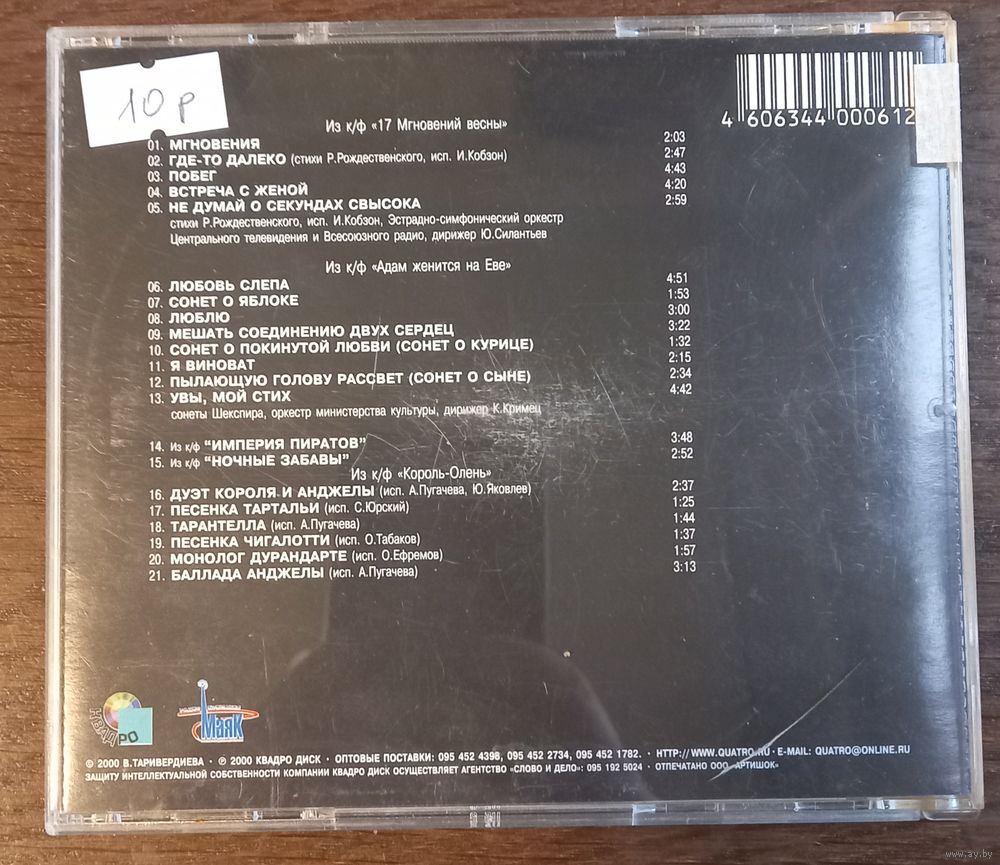 10 р
4 606344 000612
Из к/ф «17 Мгновений весны»
01. МГНОВЕНИЯ 2:03
02. ГДЕ-ТО ДАЛЕКО (стихи Р.Рождественского, исп. И.Кобзон) 2:47
03. ПОБЕГ 4:43
04. ВСТРЕЧА С ЖЕНОЙ 4:20
05. НЕ ДУМАЙ О СЕКУНДАХ СВЫСОКА 2:59
стихи Р.Рождественского, исп. И.Кобзон, Эстрадно-симфонический оркестр
Центрального телевидения и Всесоюзного радио, дирижер Ю.Силантьев
Из к/ф «Адам женится на Еве»
06. ЛЮБОВЬ СЛЕПА 4:51
07. СОНЕТ О ЯБЛОКЕ 1:53
08. ЛЮБЛЮ 3:00
09. МЕШАТЬ СОЕДИНЕНИЮ ДВУХ СЕРДЕЦ 3:22
10. СОНЕТ О ПОКИНУТОЙ ЛЮБВИ (СОНЕТ О КУРИЦЕ) 1:32
11. Я ВИНОВАТ 2:15
12. ПЫЛАЮЩУЮ ГОЛОВУ РАССВЕТ (СОНЕТ О СЫНЕ) 2:34
13. УВЫ, МОЙ СТИХ 4:42
сонеты Шекспира, оркестр министерства культуры, дирижер К.Кримец
14. Из к/ф "ИМПЕРИЯ ПИРАТОВ" 3:48
15. Из к/ф "НОЧНЫЕ ЗАБАВЫ" 2:52
Из к/ф «Король-Олень»
16. ДУЭТ КОРОЛЯ И АНДЖЕЛЫ (исп. А.Пугачева, Ю.Яковлев) 2:37
17. ПЕСЕНКА ТАРТАЛЬИ (исп. С.Юрский) 1:25
18. ТАРАНТЕЛЛА (исп. А.Пугачева) 1:44
19. ПЕСЕНКА ЧИГАЛОТТИ (исп. О.Табаков) 1:37
20. МОНОЛОГ ДУРАНДАРТЕ (исп. О.Ефремов) 1:57
21. БАЛЛАДА АНДЖЕЛЫ (исп. А.Пугачева) 3:13
МАЯК
© 2000 В.ТАРИВЕРДИЕВА · ℗ 2000 КВАДРО ДИСК · ОПТОВЫЕ ПОСТАВКИ: 095 452 4398, 095 452 2734, 095 452 1782. · HTTP://WWW.QUATRO.RU · E-MAIL: QUATRO@ONLINE.RU
ЗАЩИТУ ИНТЕЛЛЕКТУАЛЬНОЙ СОБСТВЕННОСТИ КОМПАНИИ КВАДРО ДИСК ОСУЩЕСТВЛЯЕТ АГЕНТСТВО «СЛОВО И ДЕЛО»: 095 192 5024 · ОТПЕЧАТАНО ООО «АРТИШОК»
www.ay.by